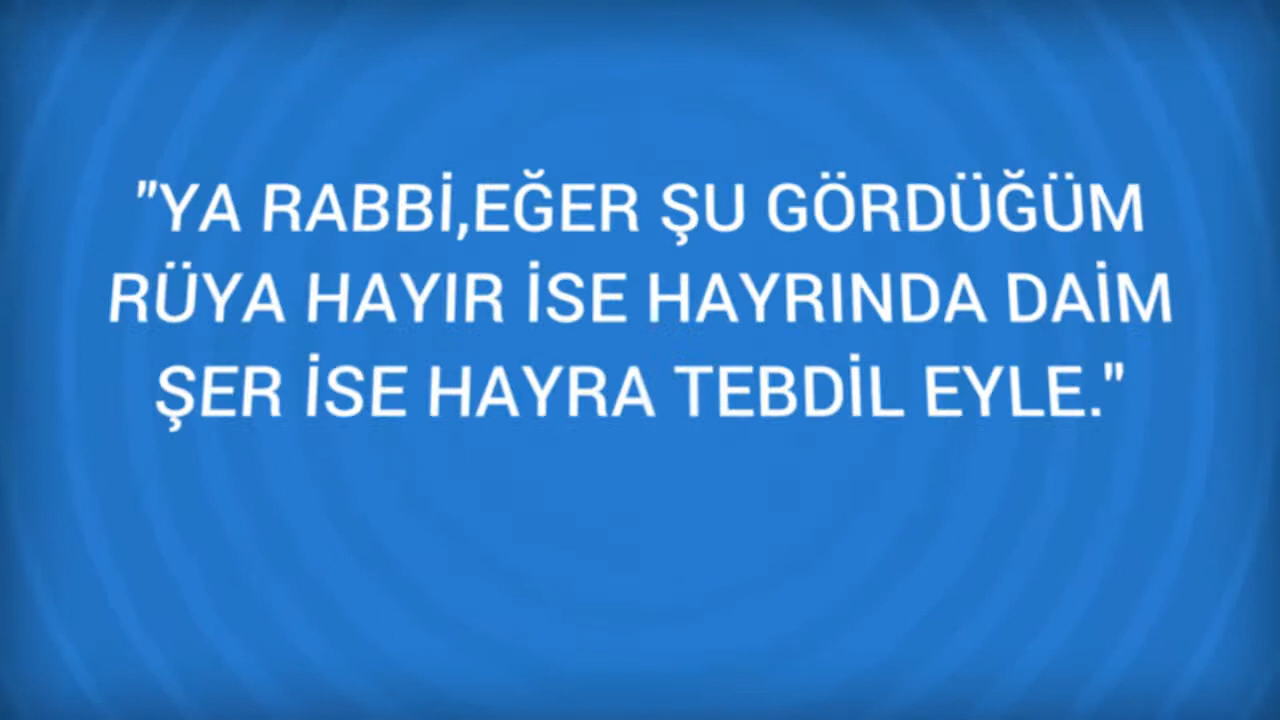 "YA RABBİ,EĞER ŞU GÖRDÜĞÜM
RÜYA HAYIR İSE HAYRINDA DAİM
ŞER İSE HAYRA TEBDİL EYLE."